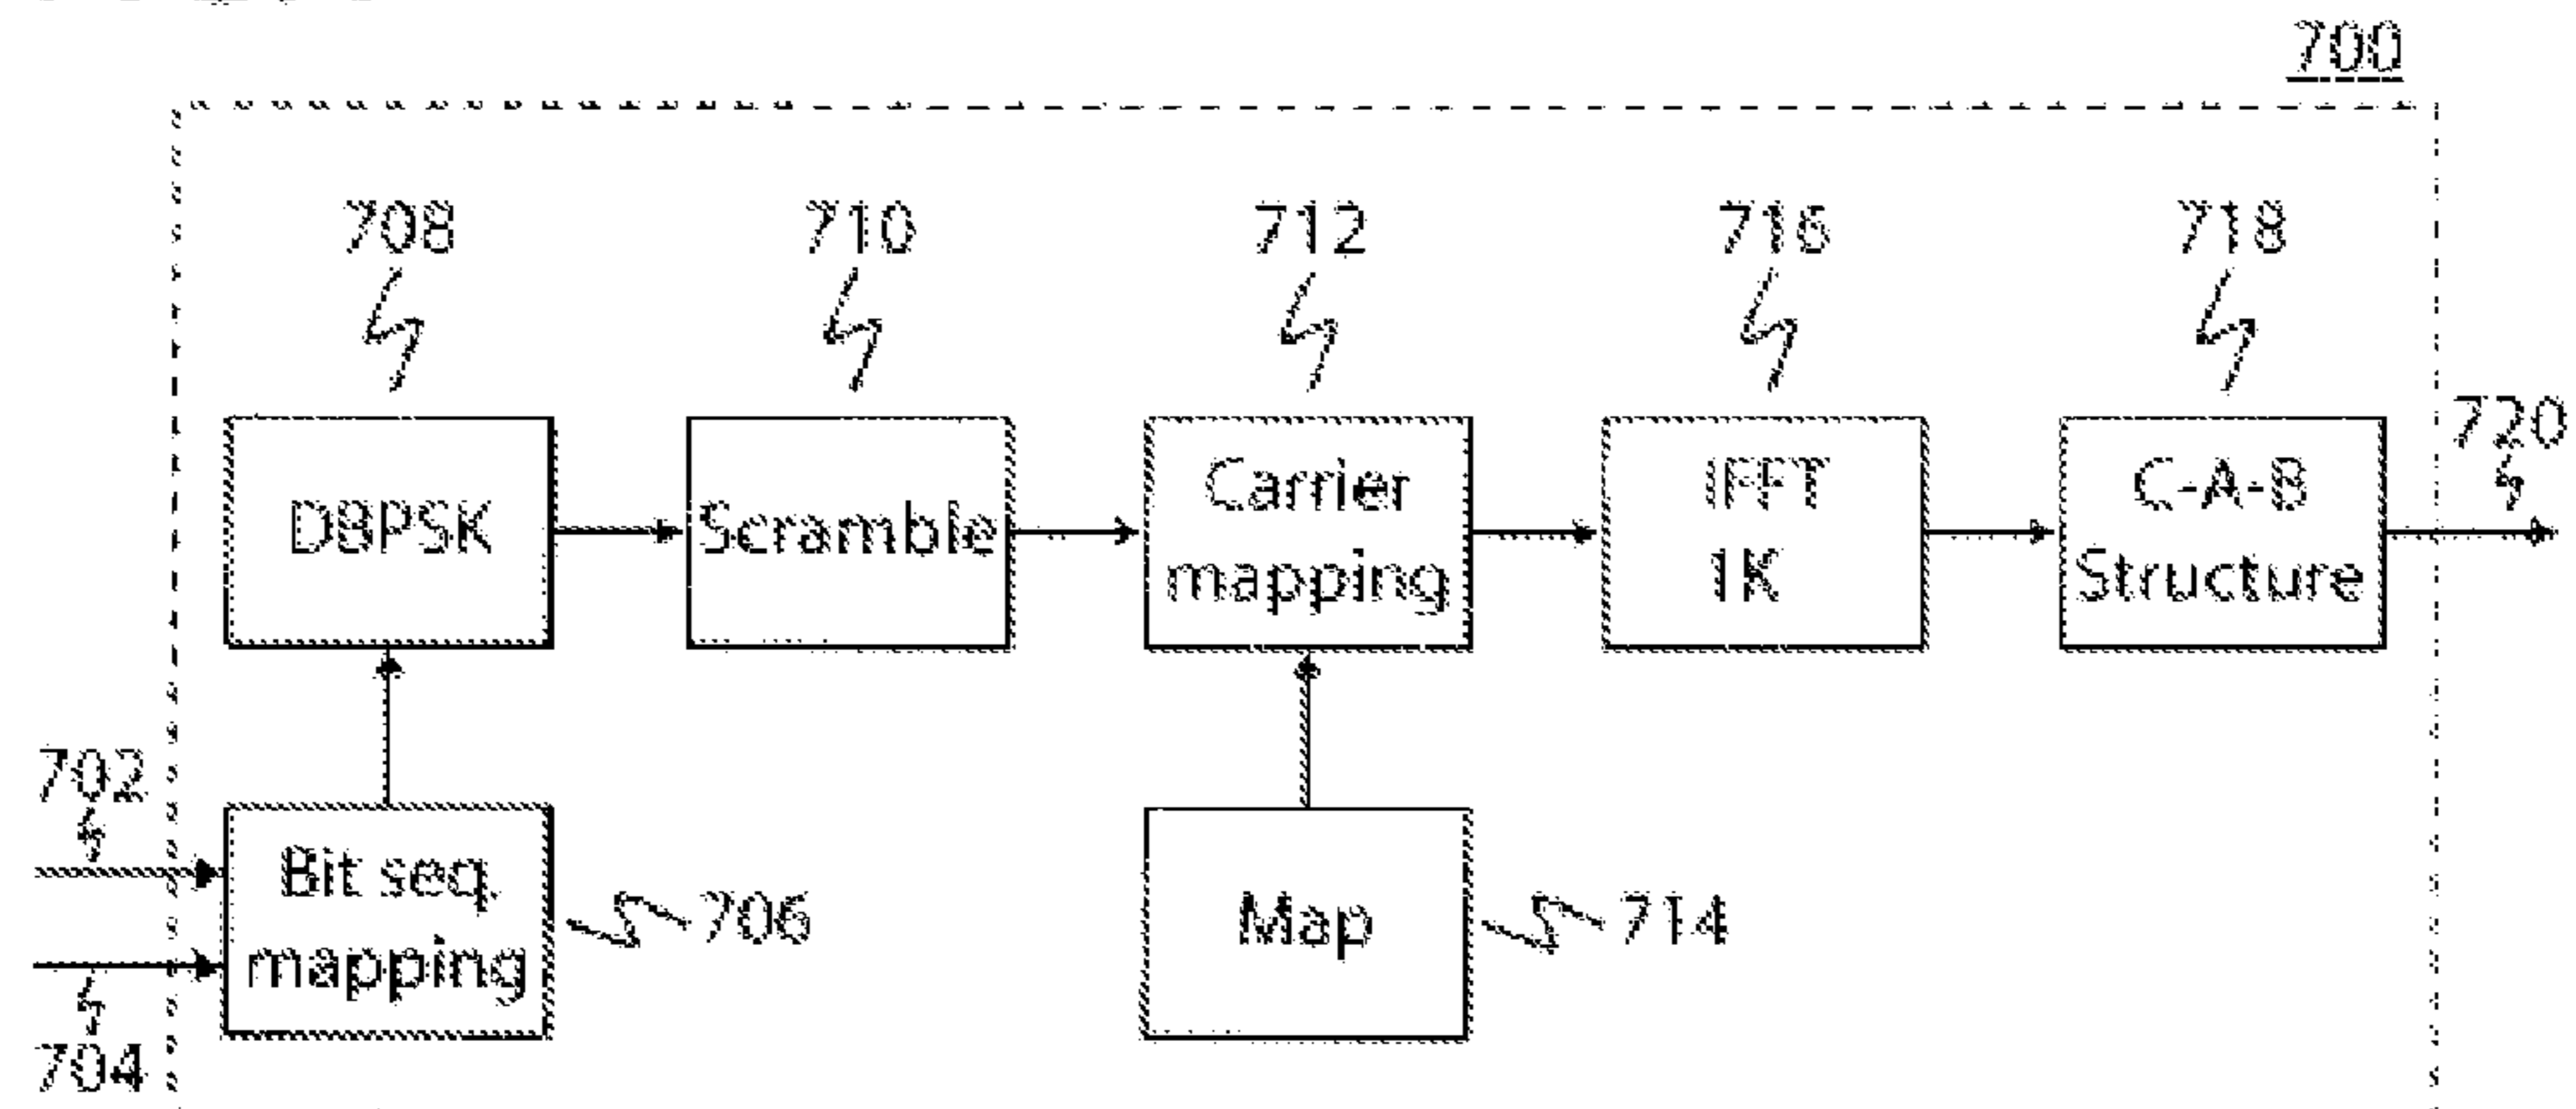 700
708 710 712 716 718
720
DBPSK
Scramble
Carrier
mapping
IFFT
1K
C-A-B
Structure
702
Bit seq.
mapping
706
Map
714
704